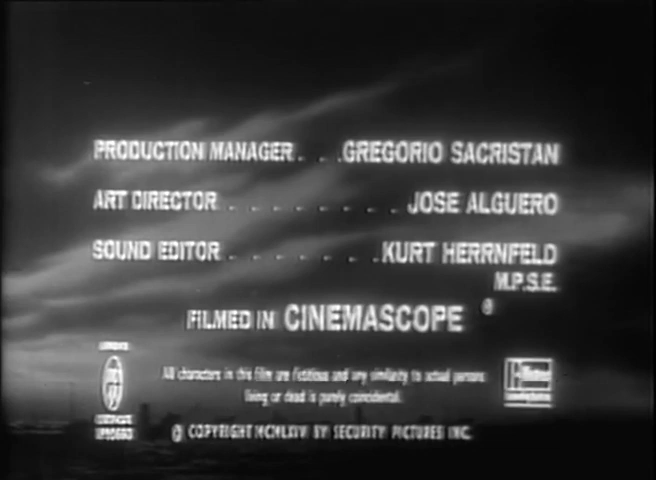 PRODUCTION MANAGER. . .GREGORIO SACRISTAN
ART DIRECTOR . . . . . . . . . JOSE ALGUERO
SOUND EDITOR . . . . . . . .KURT HERRNFELD
M.P.S.E.
FILMED IN CINEMASCOPE ®
All characters in this film are fictitious and any similarity to actual persons
living or dead is purely coincidental.
© COPYRIGHT MCMLXIV BY SECURITY PICTURES INC.